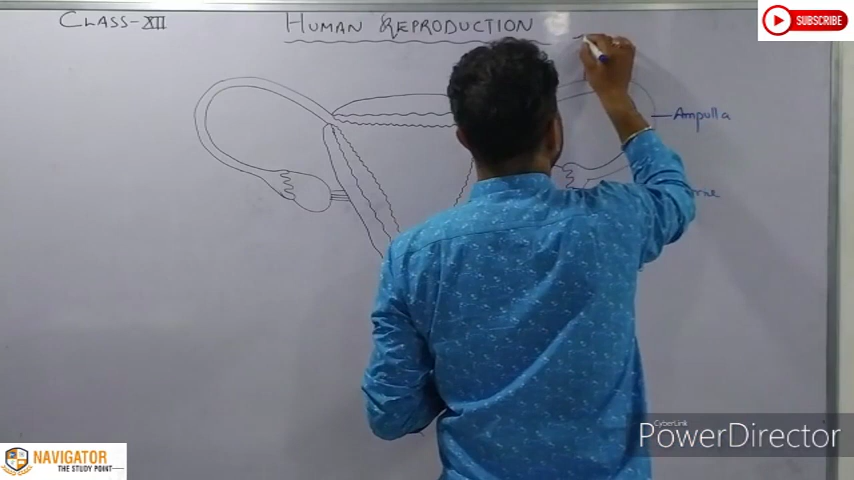 CLASS-XII
HUMAN REPRODUCTION
SUBSCRIBE
Ampulla
CyberLink
PowerDirector
NAVIGATOR
THE STUDY POINT